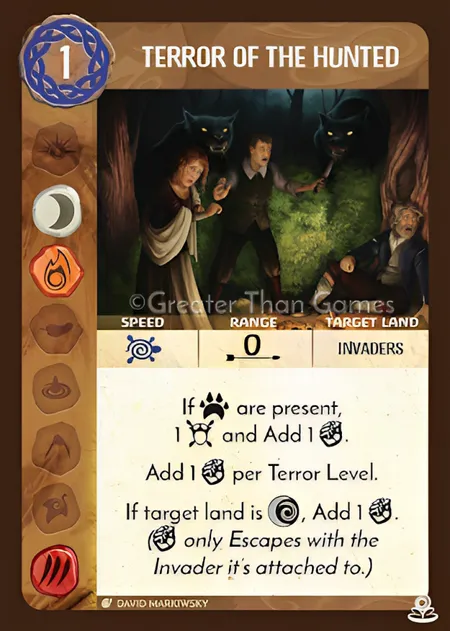 1
TERROR OF THE HUNTED
©Greater Than Games
SPEED RANGE TARGET LAND
0 INVADERS
If are present,
1 and Add 1 .
Add 1 per Terror Level.
If target land is , Add 1 .
( only Escapes with the
Invader it's attached to.)
DAVID MARKIWSKY